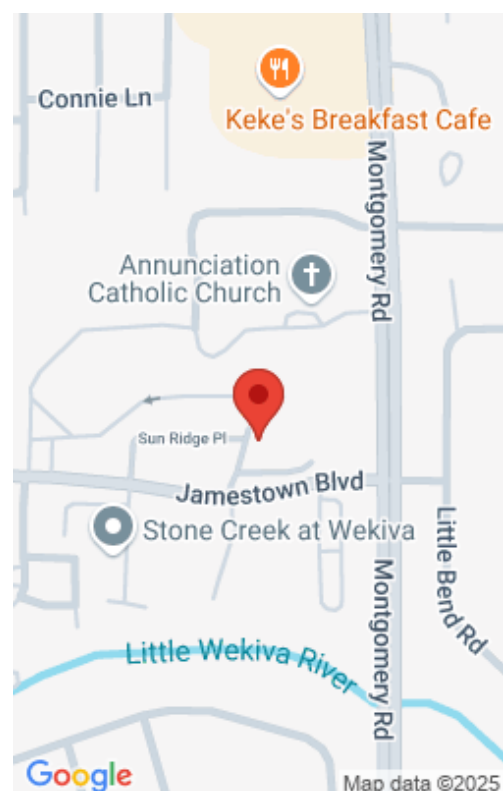 Connie Ln
Keke's Breakfast Cafe
Montgomery Rd
Annunciation
Catholic Church
Sun Ridge Pl
Jamestown Blvd
Stone Creek at Wekiva
Little Bend Rd
Montgomery Rd
Little Wekiva River
Google
Map data ©2025